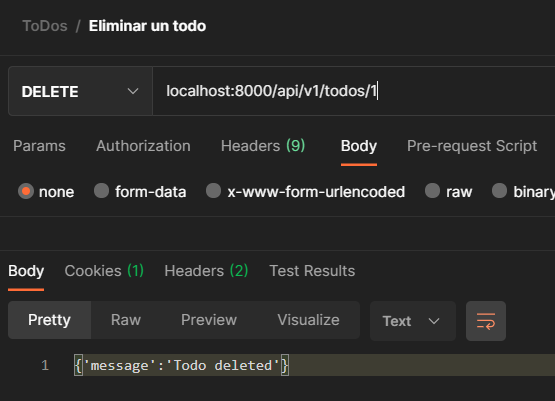 ToDos / Eliminar un todo
DELETE localhost:8000/api/v1/todos/1
Params Authorization Headers (9) Body Pre-request Script
none form-data x-www-form-urlencoded raw binary
Body Cookies (1) Headers (2) Test Results
Pretty Raw Preview Visualize Text
1 {'message':'Todo deleted'}